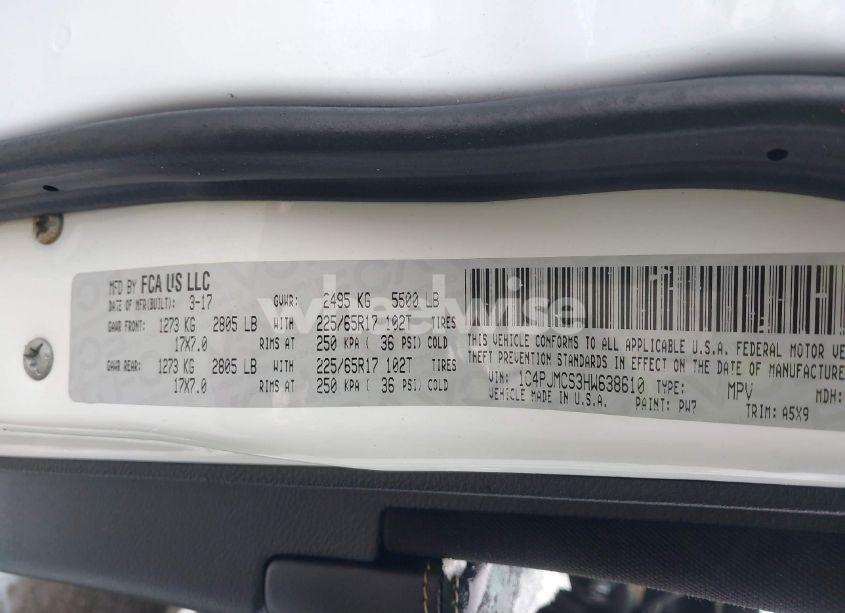 MFD BY FCA US LLC
DATE OF MFR(BUILT): 3-17 GVWR: 2495 KG 5500 LB
GAWR FRONT: 1273 KG 2805 LB WITH 225/65R17 102T TIRES
17X7.0 RIMS AT 250 KPA ( 36 PSI) COLD
GAWR REAR: 1273 KG 2805 LB WITH 225/65R17 102T TIRES
17X7.0 RIMS AT 250 KPA ( 36 PSI) COLD
THIS VEHICLE CONFORMS TO ALL APPLICABLE U.S.A. FEDERAL MOTOR
THEFT PREVENTION STANDARDS IN EFFECT ON THE DATE OF MANUFACTURE
VIN: 1C4PJMCS3HW638610 TYPE: MPV MDH:
VEHICLE MADE IN U.S.A. PAINT: PW7 TRIM: A5X9
wheelwise